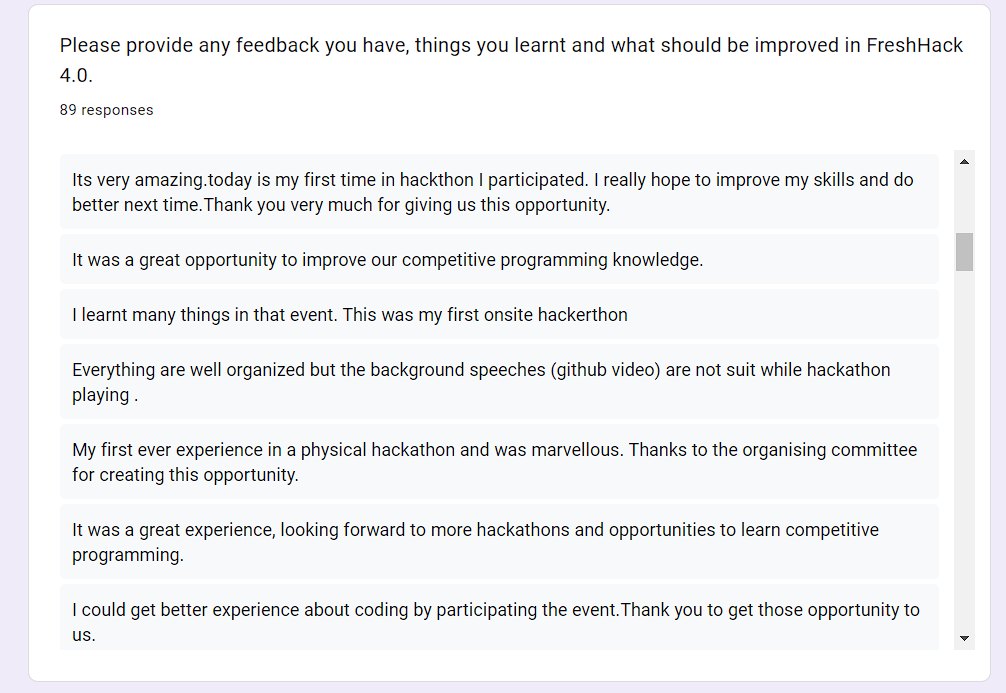 Please provide any feedback you have, things you learnt and what should be improved in FreshHack
4.0.
89 responses
Its very amazing.today is my first time in hackthon I participated. I really hope to improve my skills and do
better next time.Thank you very much for giving us this opportunity.
It was a great opportunity to improve our competitive programming knowledge.
I learnt many things in that event. This was my first onsite hackerthon
Everything are well organized but the background speeches (github video) are not suit while hackathon
playing .
My first ever experience in a physical hackathon and was marvellous. Thanks to the organising committee
for creating this opportunity.
It was a great experience, looking forward to more hackathons and opportunities to learn competitive
programming.
I could get better experience about coding by participating the event.Thank you to get those opportunity to
us.